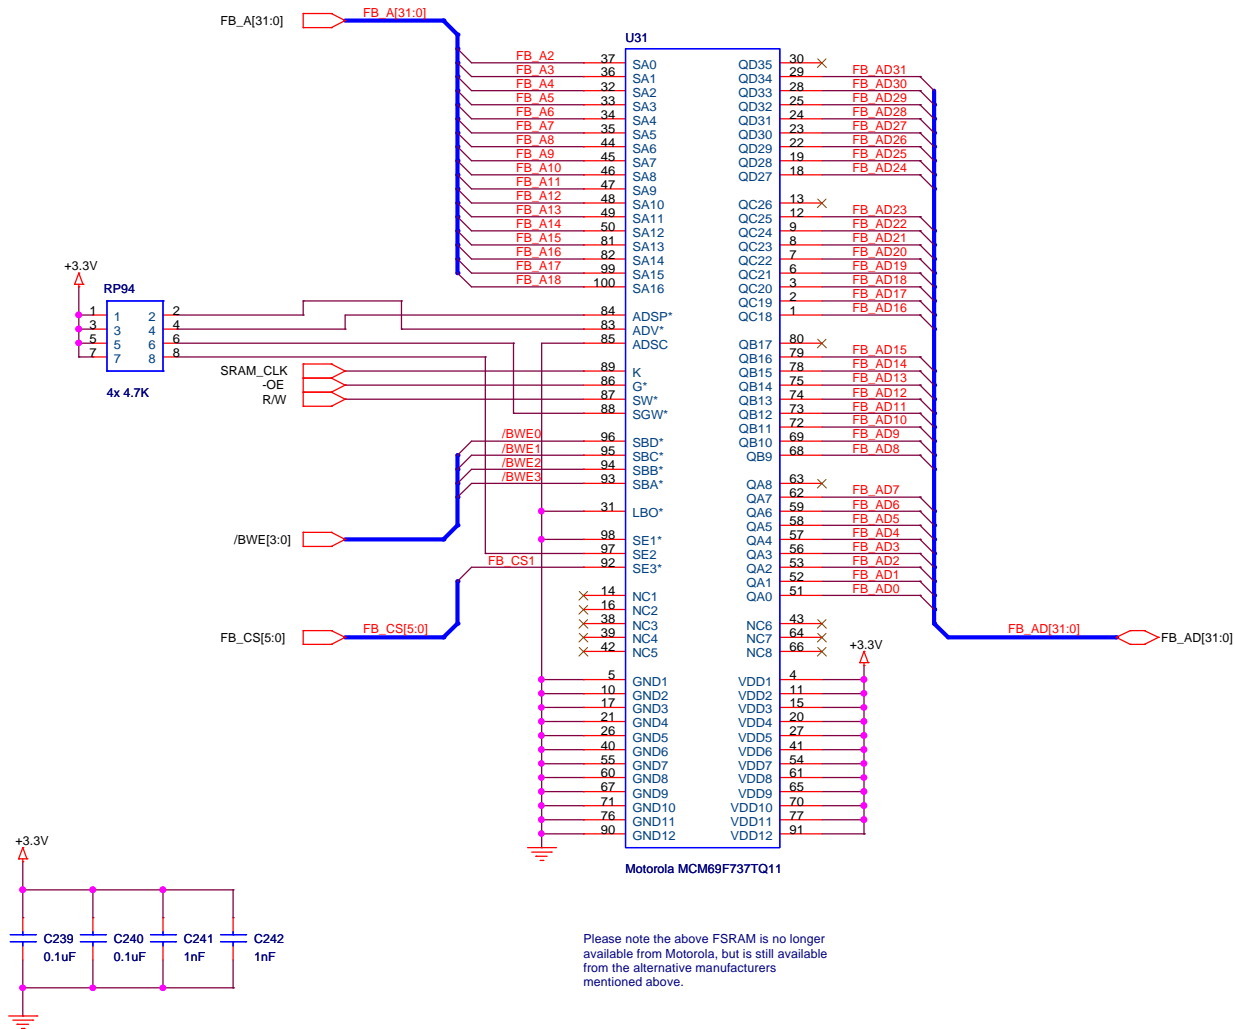 FB_A[31:0] FB_A[31:0]
U31
FB_A2 37 SA0 QD35 30
FB_A3 36 SA1 QD34 29 FB_AD31
FB_A4 32 SA2 QD33 28 FB_AD30
FB_A5 33 SA3 QD32 25 FB_AD29
FB_A6 34 SA4 QD31 24 FB_AD28
FB_A7 35 SA5 QD30 23 FB_AD27
FB_A8 44 SA6 QD29 22 FB_AD26
FB_A9 45 SA7 QD28 19 FB_AD25
FB_A10 46 SA8 QD27 18 FB_AD24
FB_A11 47 SA9
FB_A12 48 SA10 QC26 13
FB_A13 49 SA11 QC25 12 FB_AD23
FB_A14 50 SA12 QC24 9 FB_AD22
FB_A15 81 SA13 QC23 8 FB_AD21
FB_A16 82 SA14 QC22 7 FB_AD20
FB_A17 99 SA15 QC21 6 FB_AD19
FB_A18 100 SA16 QC20 3 FB_AD18
QC19 2 FB_AD17
84 ADSP* QC18 1 FB_AD16
83 ADV*
85 ADSC QB17 80
QB16 79 FB_AD15
SRAM_CLK 89 K QB15 78 FB_AD14
-OE 86 G* QB14 75 FB_AD13
R/W 87 SW* QB13 74 FB_AD12
88 SGW* QB12 73 FB_AD11
QB11 72 FB_AD10
/BWE0 96 SBD* QB10 69 FB_AD9
/BWE1 95 SBC* QB9 68 FB_AD8
/BWE2 94 SBB*
/BWE3 93 SBA* QA8 63
QA7 62 FB_AD7
31 LBO* QA6 59 FB_AD6
QA5 58 FB_AD5
/BWE[3:0] 98 SE1* QA4 57 FB_AD4
97 SE2 QA3 56 FB_AD3
FB_CS1 92 SE3* QA2 53 FB_AD2
QA1 52 FB_AD1
14 NC1 QA0 51 FB_AD0
16 NC2
38 NC3 NC6 43
FB_CS[5:0] FB_CS[5:0] 39 NC4 NC7 64 FB_AD[31:0] FB_AD[31:0]
42 NC5 NC8 66
+3.3V
5 GND1 VDD1 4
10 GND2 VDD2 11
17 GND3 VDD3 15
21 GND4 VDD4 20
26 GND5 VDD5 27
40 GND6 VDD6 41
55 GND7 VDD7 54
60 GND8 VDD8 61
67 GND9 VDD9 65
71 GND10 VDD10 70
76 GND11 VDD11 77
90 GND12 VDD12 91
Motorola MCM69F737TQ11
+3.3V
RP94
1 1 2 2
3 3 4 4
5 5 6 6
7 7 8 8
4x 4.7K
+3.3V
C239 C240 C241 C242
0.1uF 0.1uF 1nF 1nF
Please note the above FSRAM is no longer
available from Motorola, but is still available
from the alternative manufacturers
mentioned above.